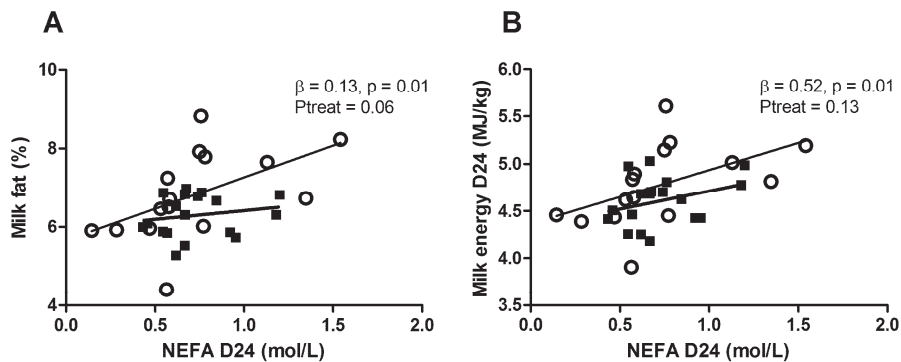 A
β = 0.13, p = 0.01
Ptreat = 0.06
Milk fat (%)
10
8
6
4
0.0 0.5 1.0 1.5 2.0
NEFA D24 (mol/L)
B
β = 0.52, p = 0.01
Ptreat = 0.13
Milk energy D24 (MJ/kg)
6.0
5.5
5.0
4.5
4.0
3.5
0.0 0.5 1.0 1.5 2.0
NEFA D24 (mol/L)